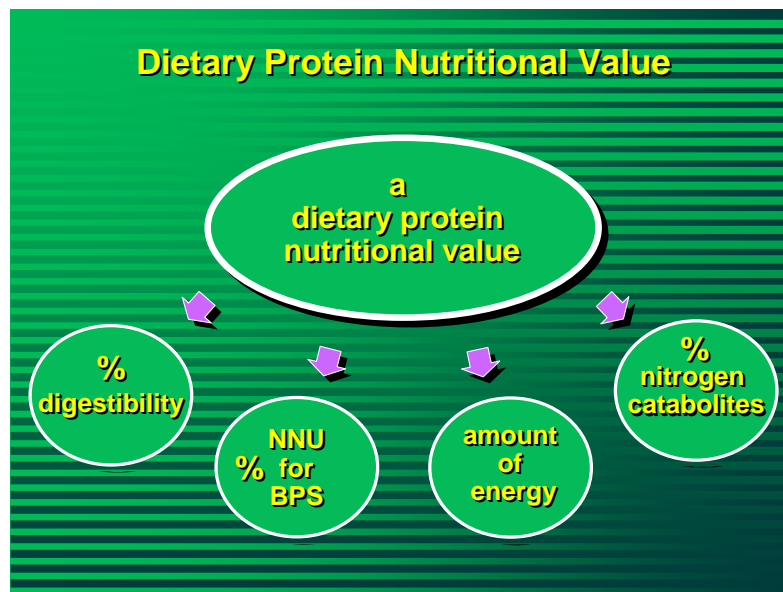 Dietary Protein Nutritional Value
a
dietary protein
nutritional value
%
digestibility
NNU
% for
BPS
amount
of
energy
%
nitrogen
catabolites